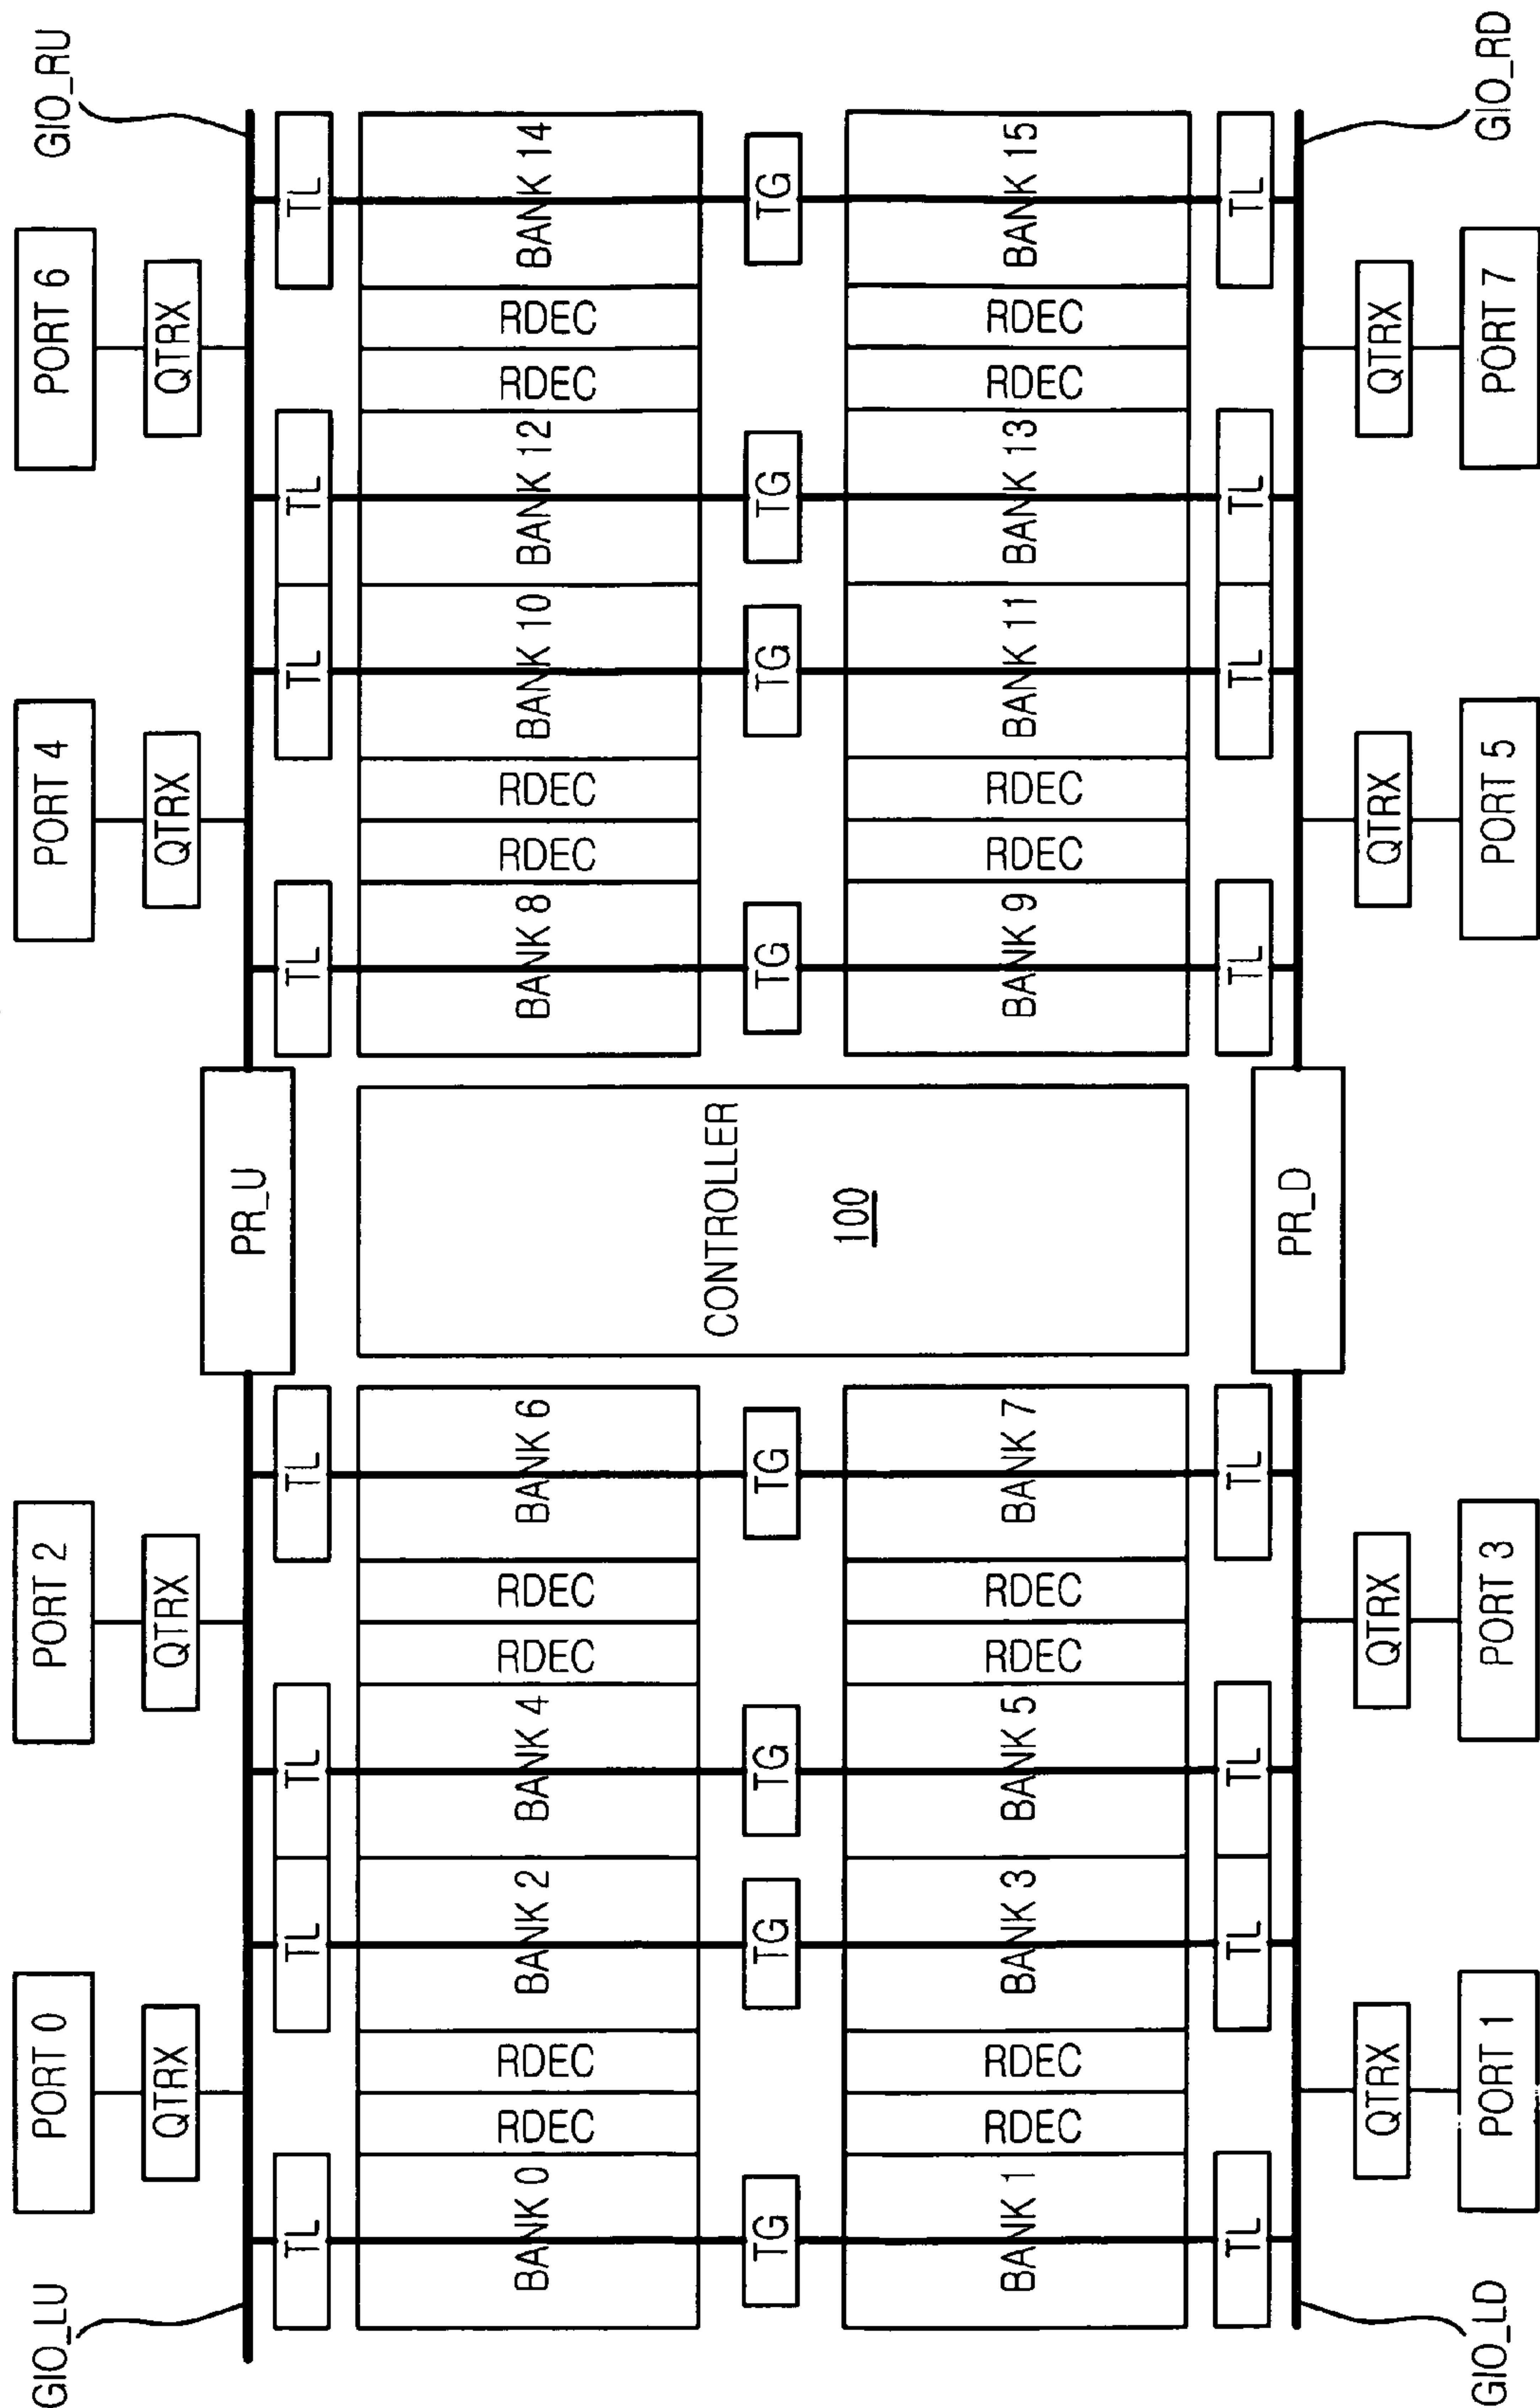 GIO_LU
PORT 0
PORT 2
PORT 4
PORT 6
GIO_RU
QTRX
QTRX
QTRX
QTRX
PR_U
TL
TL
TL
TL
TL
TL
TL
TL
BANK 0
RDEC
RDEC
BANK 2
BANK 4
RDEC
RDEC
BANK 6
BANK 8
RDEC
RDEC
BANK 10
BANK 12
RDEC
RDEC
BANK 14
CONTROLLER
100
TG
TG
TG
TG
TG
TG
TG
TG
BANK 1
RDEC
RDEC
BANK 3
BANK 5
RDEC
RDEC
BANK 7
BANK 9
RDEC
RDEC
BANK 11
BANK 13
RDEC
RDEC
BANK 15
TL
TL
TL
TL
TL
TL
TL
TL
PR_D
QTRX
QTRX
QTRX
QTRX
GIO_LD
PORT 1
PORT 3
PORT 5
PORT 7
GIO_RD